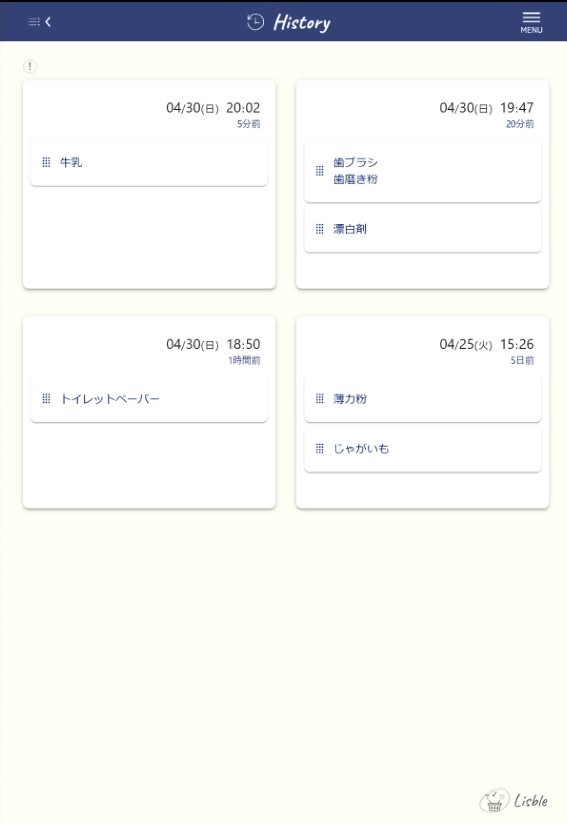 History
MENU
04/30(日) 20:02
5分前
牛乳
04/30(日) 19:47
20分前
歯ブラシ
歯磨き粉
漂白剤
04/30(日) 18:50
1時間前
トイレットペーパー
04/25(火) 15:26
5日前
薄力粉
じゃがいも
Lisble